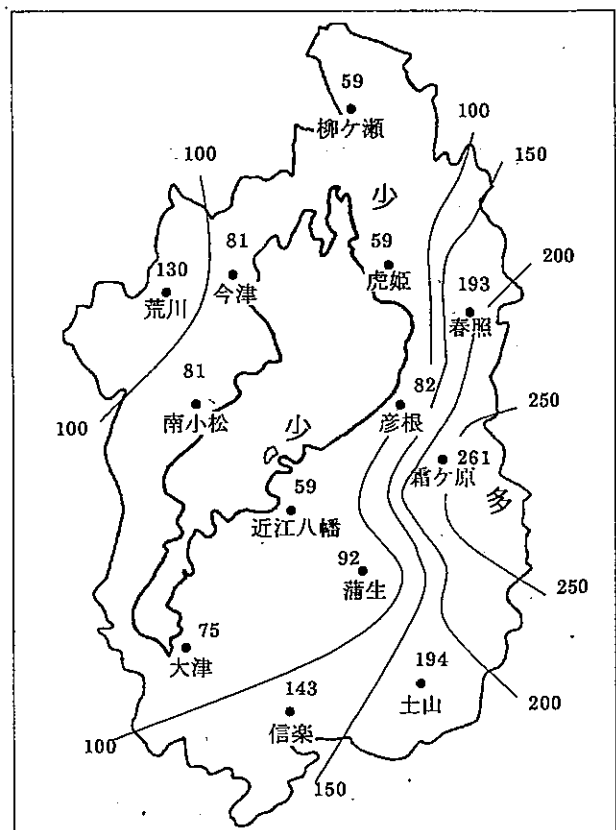 59
柳ケ瀬
100
150
100
少
81
今津
59
虎姫
200
130
荒川
193
春照
81
南小松
82
彦根
250
100
少
261
霜ケ原
多
59
近江八幡
92
蒲生
250
75
大津
194
土山
200
143
信楽
100
150